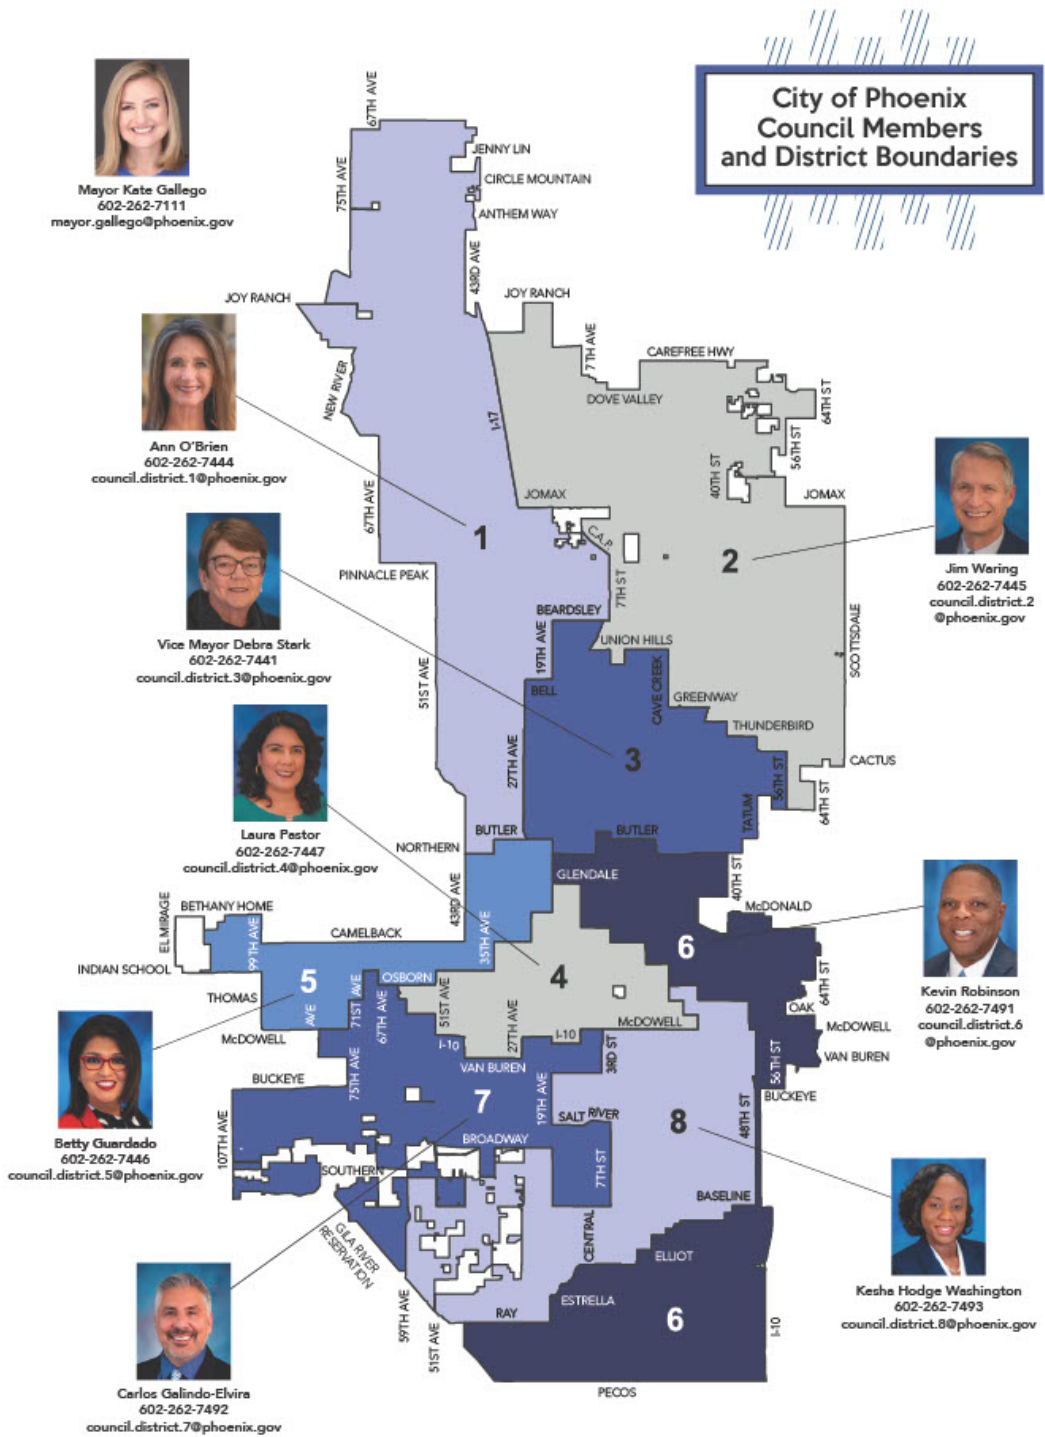 City of Phoenix
Council Members
and District Boundaries
Mayor Kate Gallego
602-262-7111
mayor.gallego@phoenix.gov
67TH AVE
75TH AVE
JENNY LIN
CIRCLE MOUNTAIN
ANTHEM WAY
43RD AVE
JOY RANCH
JOY RANCH
7TH AVE
CAREFREE HWY
NEW RIVER
DOVE VALLEY
64TH ST
I-17
56TH ST
Ann O'Brien
602-262-7444
council.district.1@phoenix.gov
40TH ST
JOMAX
JOMAX
67TH AVE
1
C.A.P.
2
Jim Waring
602-262-7445
council.district.2
@phoenix.gov
PINNACLE PEAK
7TH ST
BEARDSLEY
Vice Mayor Debra Stark
602-262-7441
council.district.3@phoenix.gov
19TH AVE
UNION HILLS
SCOTTSDALE
51ST AVE
BELL
CAVE CREEK
GREENWAY
THUNDERBIRD
27TH AVE
3
56TH ST
CACTUS
64TH ST
TATUM
Laura Pastor
602-262-7447
council.district.4@phoenix.gov
BUTLER
BUTLER
NORTHERN
GLENDALE
40TH ST
43RD AVE
McDONALD
EL MIRAGE
BETHANY HOME
99TH AVE
CAMELBACK
35TH AVE
6
INDIAN SCHOOL
5
OSBORN
4
64TH ST
Kevin Robinson
602-262-7491
council.district.6
@phoenix.gov
THOMAS
AVE
71ST AVE
67TH AVE
51ST AVE
27TH AVE
OAK
McDOWELL
I-10
I-10
McDOWELL
McDOWELL
3RD ST
VAN BUREN
VAN BUREN
56TH ST
BUCKEYE
75TH AVE
BUCKEYE
7
19TH AVE
SALT RIVER
8
48TH ST
Betty Guardado
602-262-7446
council.district.5@phoenix.gov
107TH AVE
BROADWAY
SOUTHERN
7TH ST
BASELINE
GILA RIVER
RESERVATION
CENTRAL
ELLIOT
Kesha Hodge Washington
602-262-7493
council.district.8@phoenix.gov
59TH AVE
ESTRELLA
RAY
6
51ST AVE
I-10
PECOS
Carlos Galindo-Elvira
602-262-7492
council.district.7@phoenix.gov